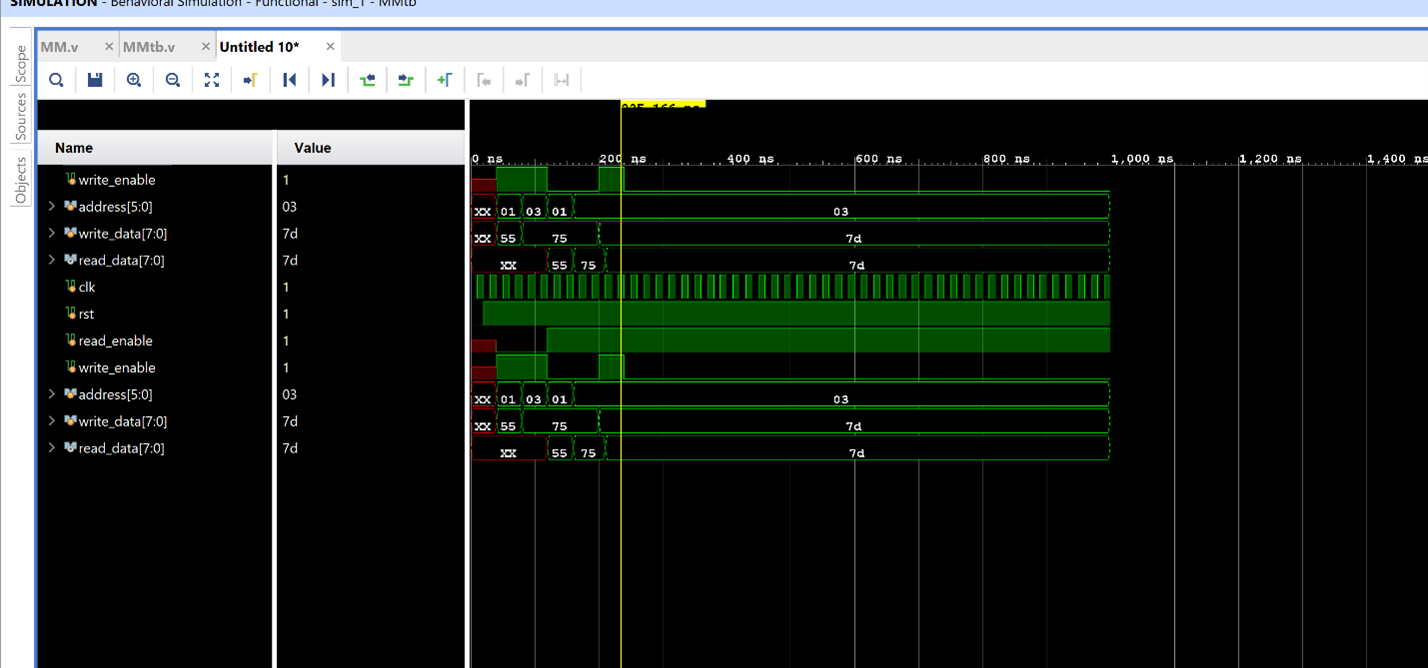 SIMULATION - Behavioral Simulation - Functional - sim_1 - MMtb
Scope
Sources
Objects
MM.v × MMtb.v × Untitled 10* ×
Name Value
0 ns 200 ns 400 ns 600 ns 800 ns 1,000 ns 1,200 ns 1,400 ns
write_enable 1
address[5:0] 03 XX 01 03 01 03
write_data[7:0] 7d XX 55 75 7d
read_data[7:0] 7d XX 55 75 7d
clk 1
rst 1
read_enable 1
write_enable 1
address[5:0] 03 XX 01 03 01 03
write_data[7:0] 7d XX 55 75 7d
read_data[7:0] 7d XX 55 75 7d